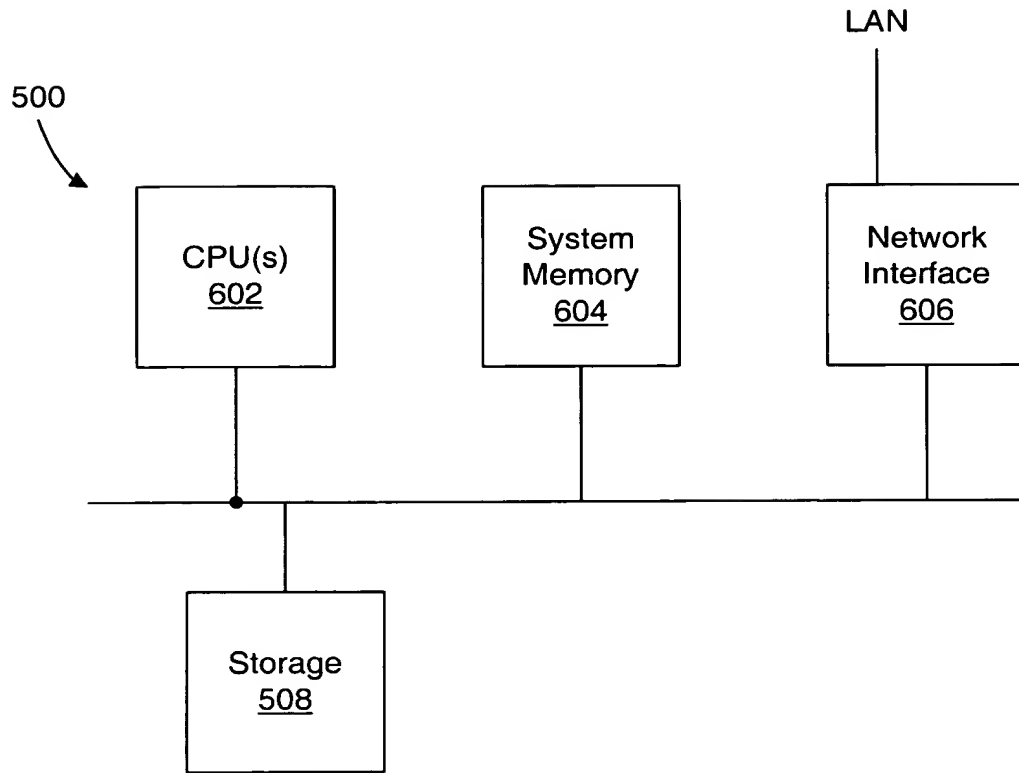 LAN
500
CPU(s)
602
System
Memory
604
Network
Interface
606
Storage
508